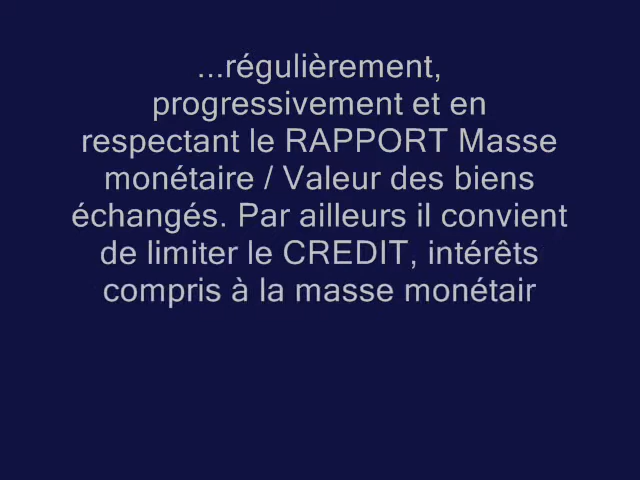 ...régulièrement,
progressivement et en
respectant le RAPPORT Masse
monétaire / Valeur des biens
échangés. Par ailleurs il convient
de limiter le CREDIT, intérêts
compris à la masse monétair